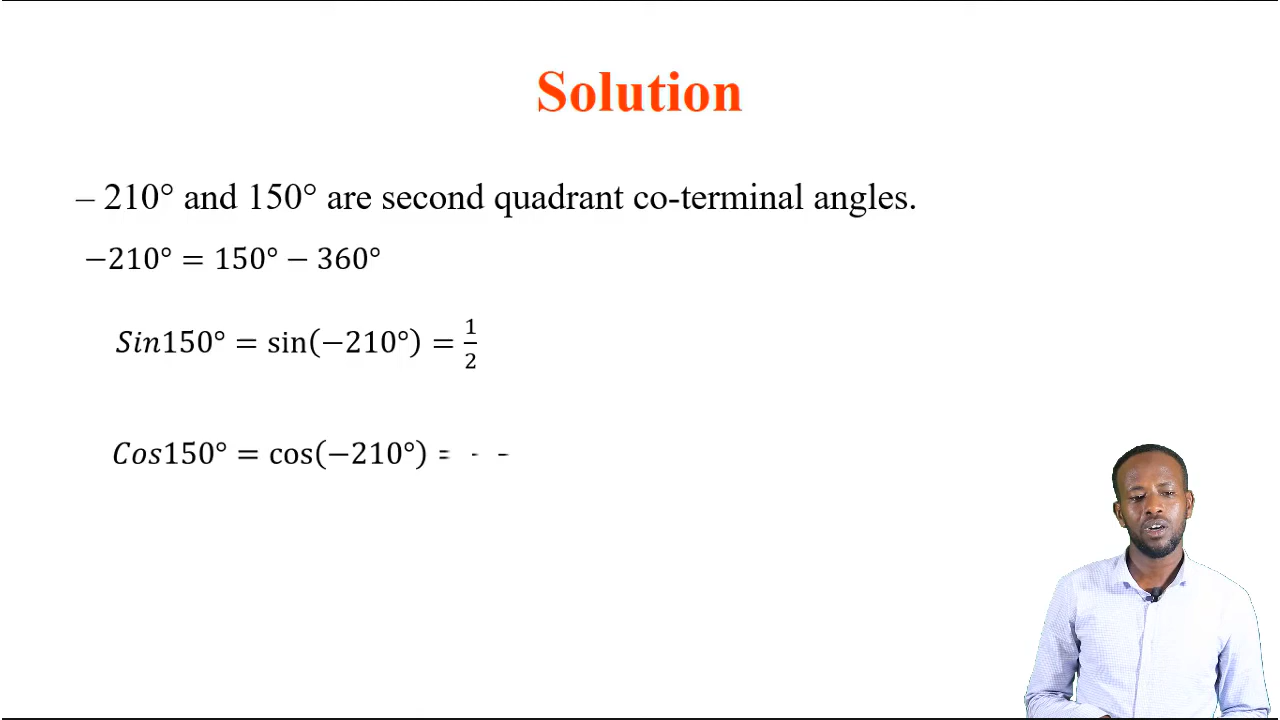 Solution
– 210° and 150° are second quadrant co-terminal angles.
−210° = 150° − 360°
Sin150° = sin(−210°) = 1/2
Cos150° = cos(−210°) =